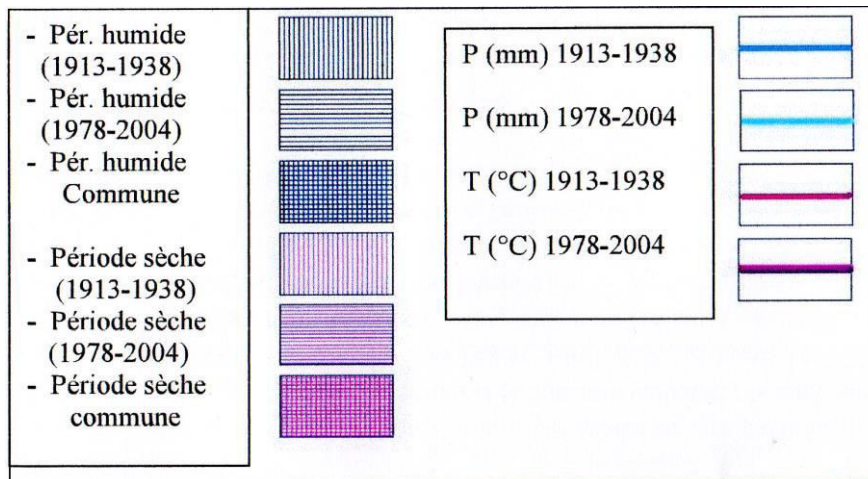 - Pér. humide
(1913-1938)
- Pér. humide
(1978-2004)
- Pér. humide
Commune
- Période sèche
(1913-1938)
- Période sèche
(1978-2004)
- Période sèche
commune
P (mm) 1913-1938
P (mm) 1978-2004
T (°C) 1913-1938
T (°C) 1978-2004